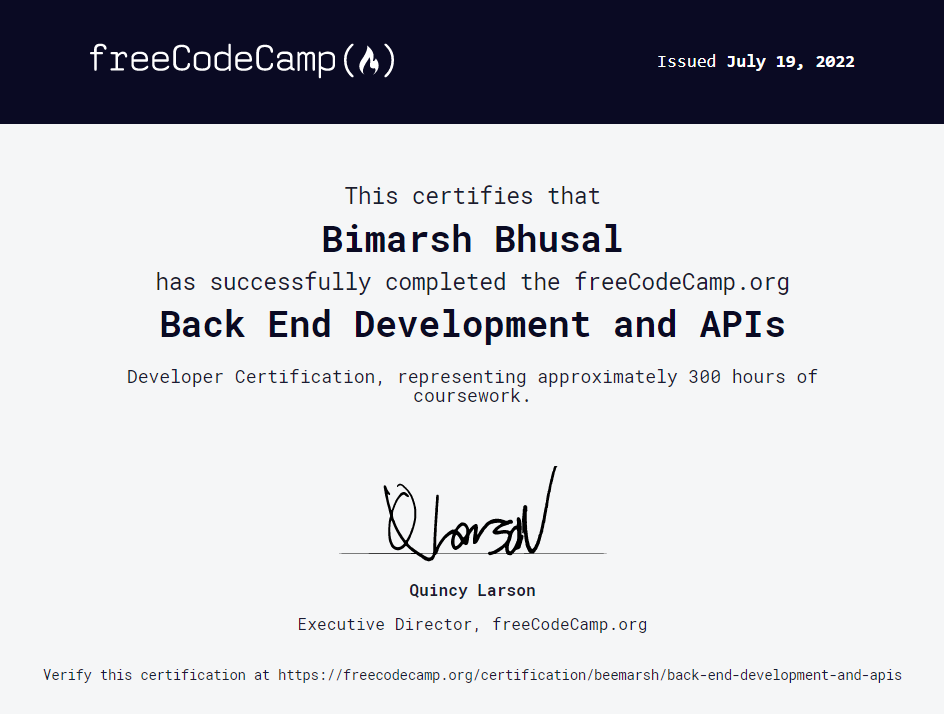 freeCodeCamp(🔥)
Issued July 19, 2022
This certifies that
Bimarsh Bhusal
has successfully completed the freeCodeCamp.org
Back End Development and APIs
Developer Certification, representing approximately 300 hours of
coursework.
QLarson
Quincy Larson
Executive Director, freeCodeCamp.org
Verify this certification at https://freecodecamp.org/certification/beemarsh/back-end-development-and-apis